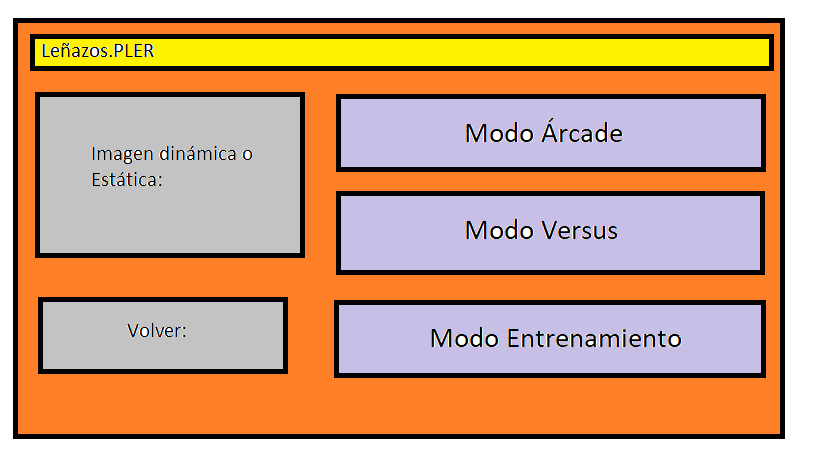 Leñazos.PLER
Imagen dinámica o
Estática:
Volver:
Modo Árcade
Modo Versus
Modo Entrenamiento